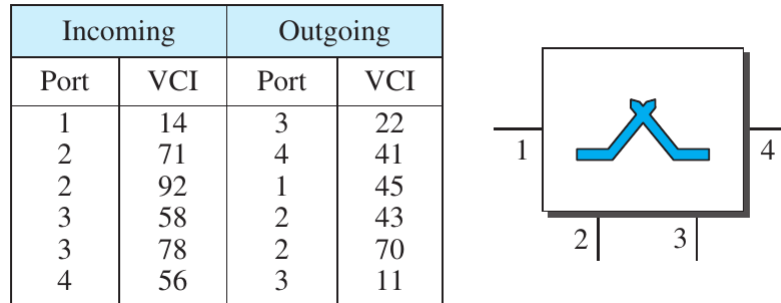 Incoming Outgoing
Port VCI Port VCI
1 14 3 22
2 71 4 41
2 92 1 45
3 58 2 43
3 78 2 70
4 56 3 11
1 4
2 3